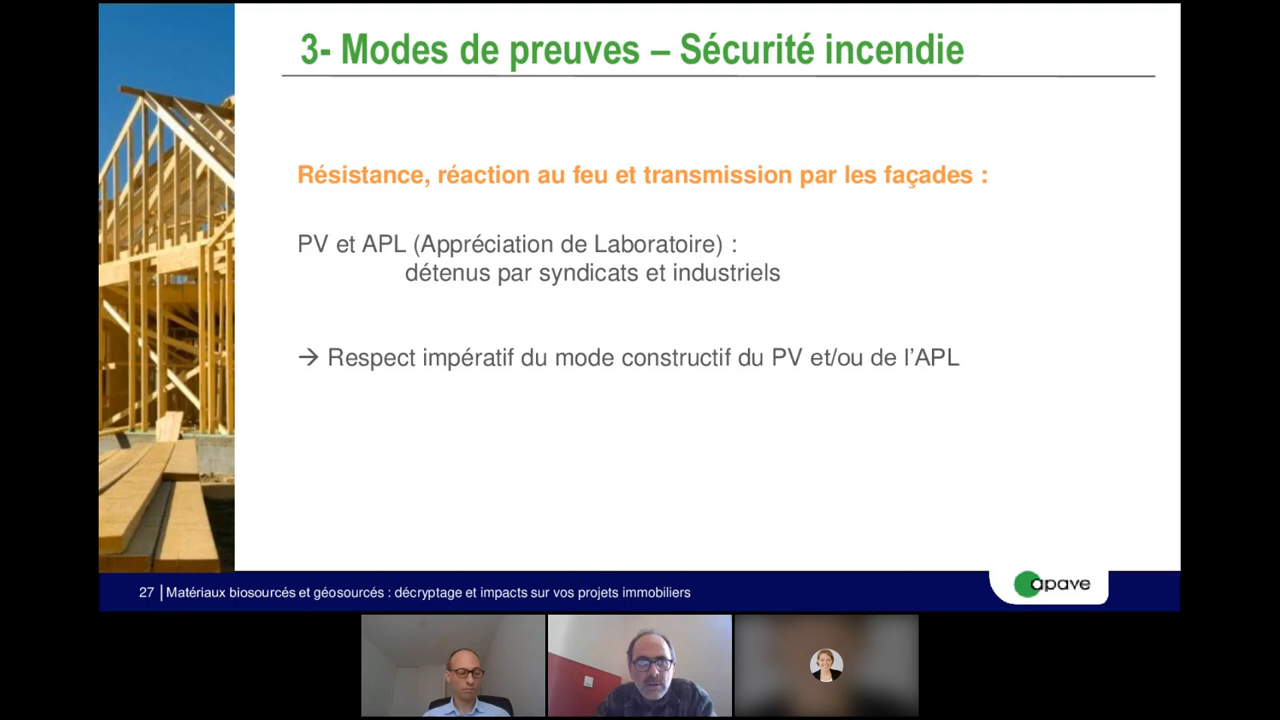 3- Modes de preuves – Sécurité incendie
Résistance, réaction au feu et transmission par les façades :
PV et APL (Appréciation de Laboratoire) :
détenus par syndicats et industriels
→ Respect impératif du mode constructif du PV et/ou de l’APL
27 | Matériaux biosourcés et géosourcés : décryptage et impacts sur vos projets immobiliers
apave